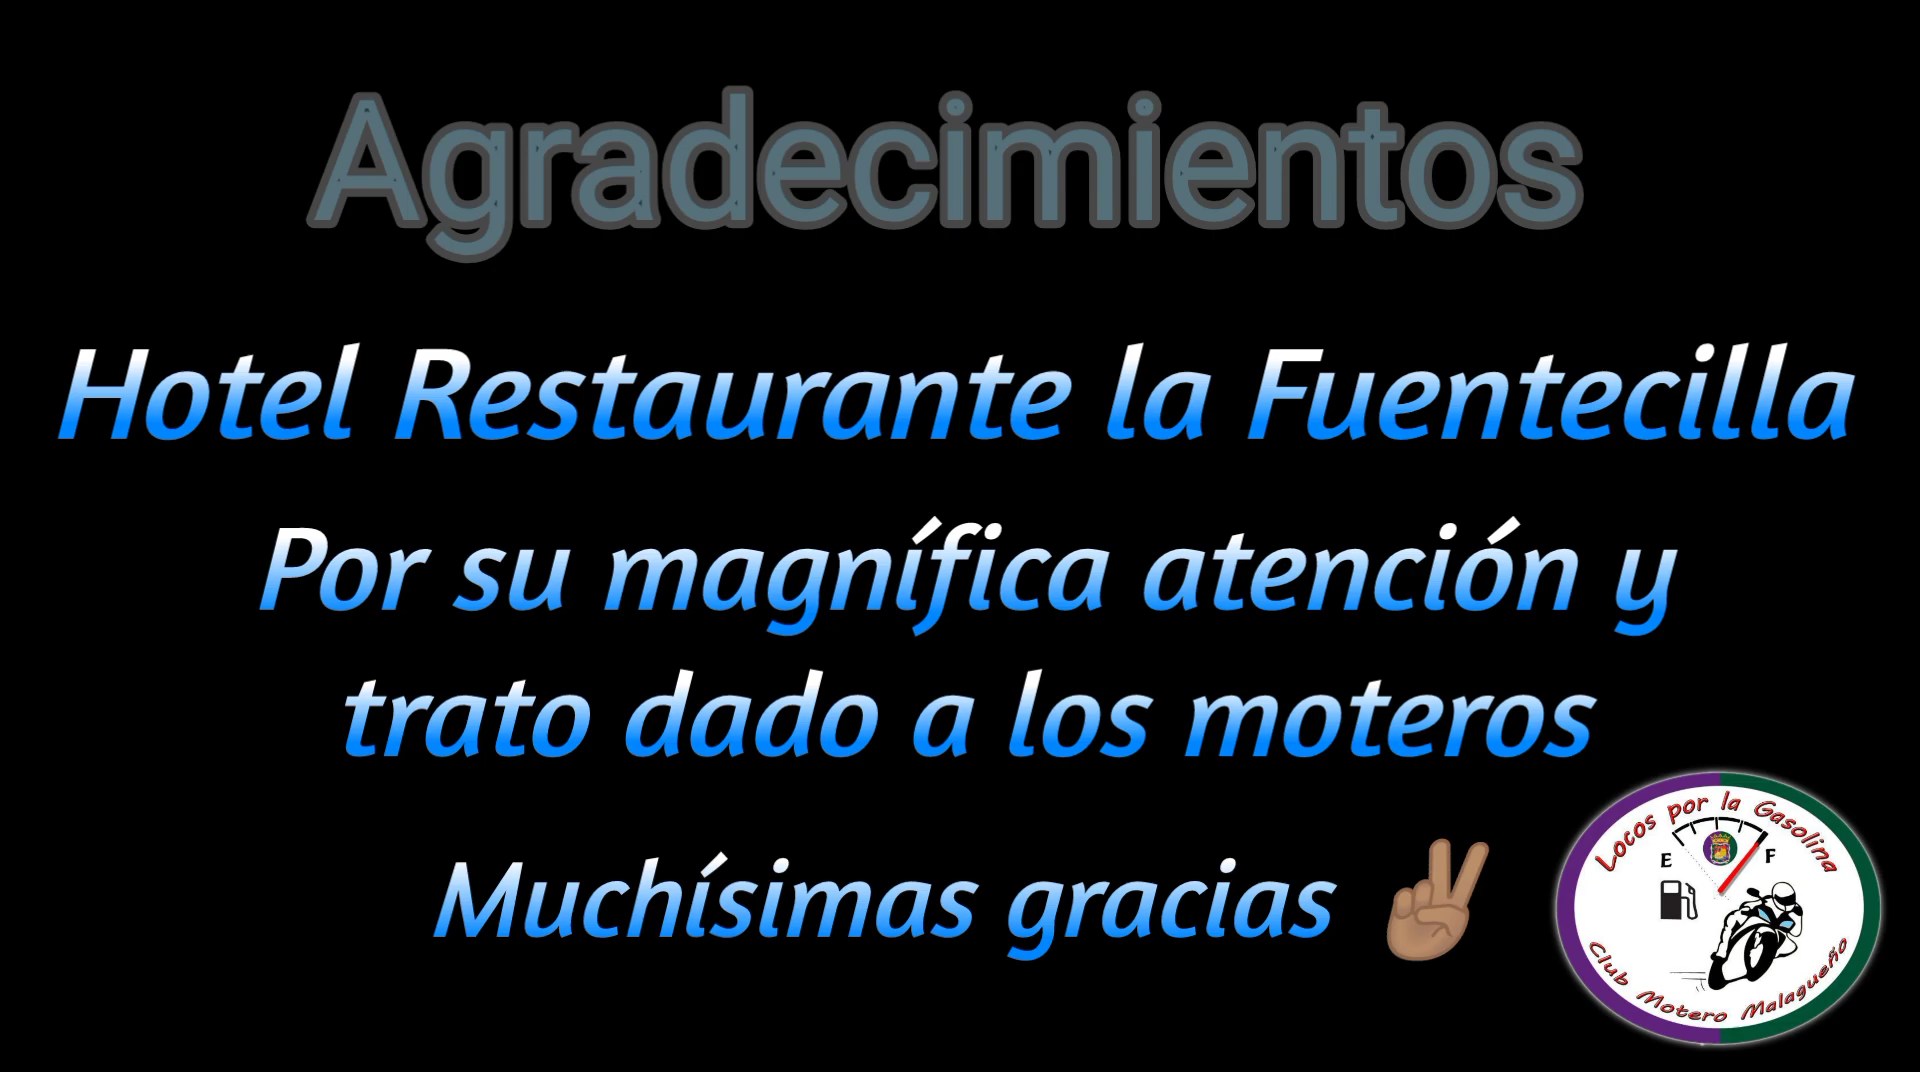 Agradecimientos
Hotel Restaurante la Fuentecilla
Por su magnífica atención y
trato dado a los moteros
Muchísimas gracias ✌🏽
Locos por la Gasolina
E F
Club Motero Malagueño